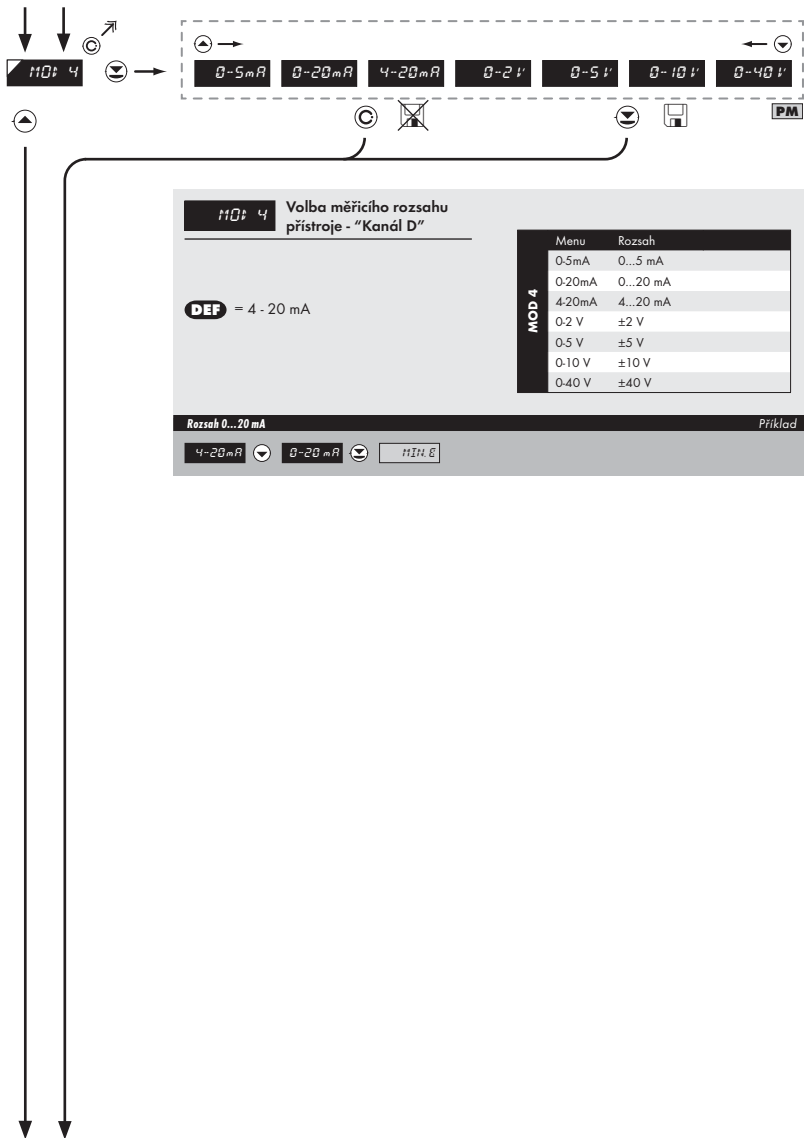 MOD 4
0-5mA 0-20mA 4-20mA 0-2 V 0-5 V 0-10 V 0-40 V
C
C
PM
MOD 4
Volba měřicího rozsahu
přístroje - “Kanál D”
DEF = 4 - 20 mA
MOD 4
Menu Rozsah
0-5mA 0...5 mA
0-20mA 0...20 mA
4-20mA 4...20 mA
0-2 V ±2 V
0-5 V ±5 V
0-10 V ±10 V
0-40 V ±40 V
Rozsah 0...20 mA Příklad
4-20mA 0-20 mA MIN. E